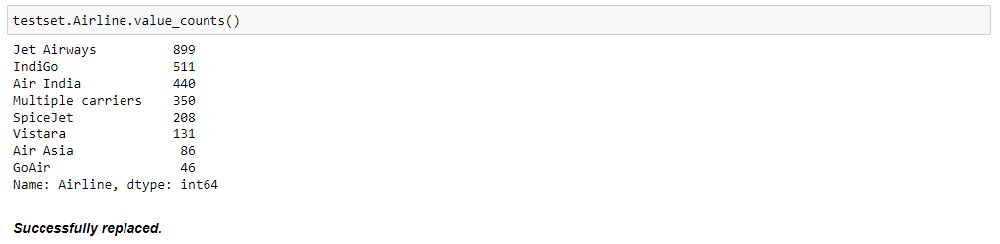 testset.Airline.value_counts()
Jet Airways          899
IndiGo               511
Air India            440
Multiple carriers    350
SpiceJet             208
Vistara              131
Air Asia              86
GoAir                 46
Name: Airline, dtype: int64
Successfully replaced.